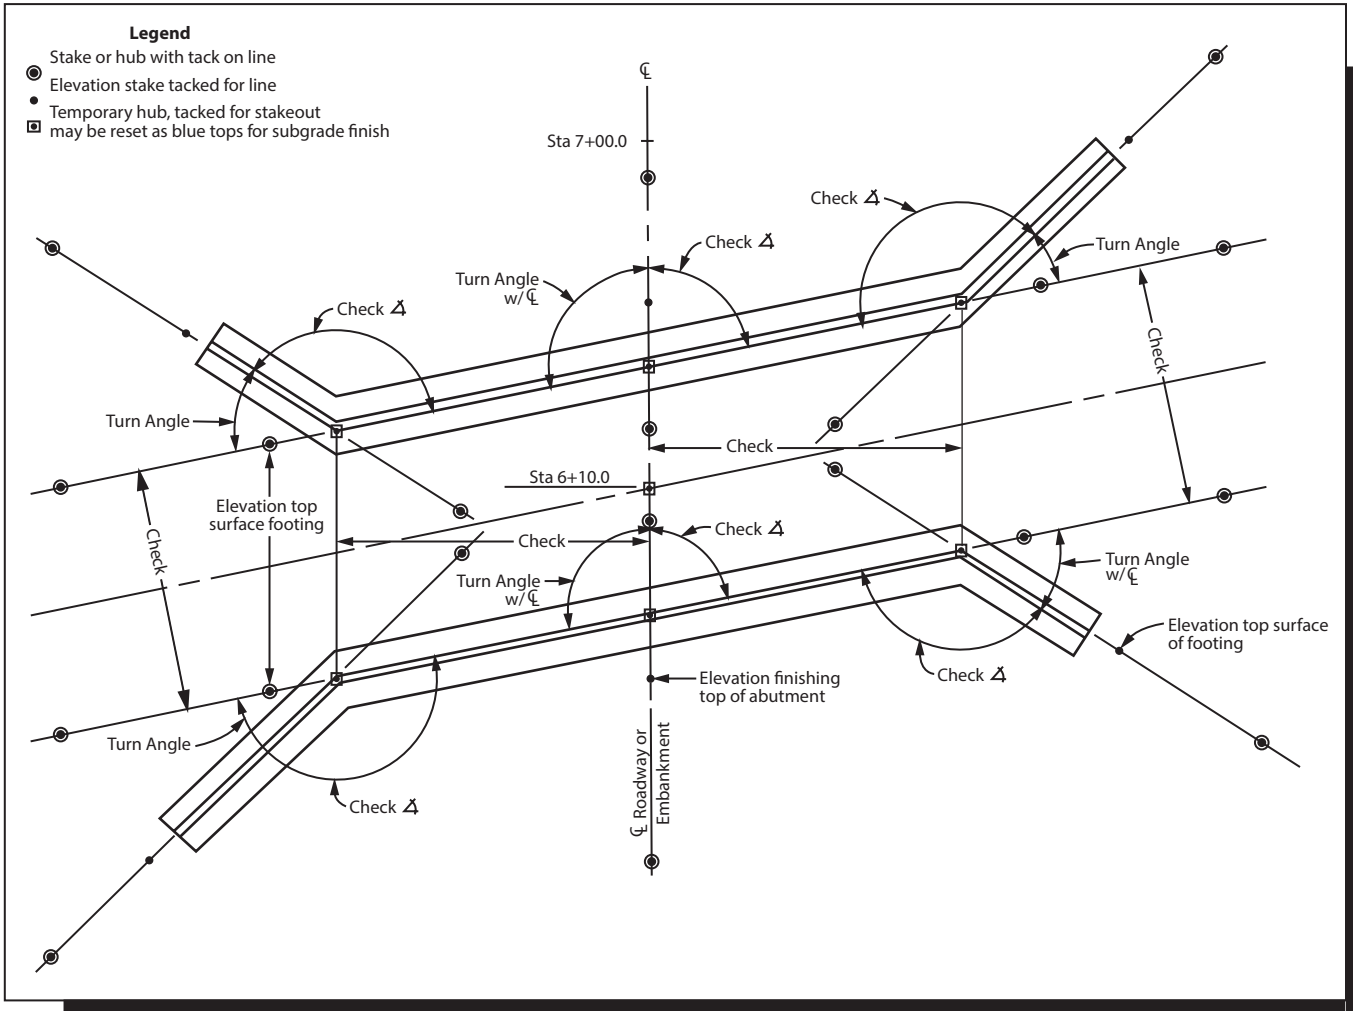 Legend
Stake or hub with tack on line
Elevation stake tacked for line
Temporary hub, tacked for stakeout
may be reset as blue tops for subgrade finish
℄
Sta 7+00.0
Check ∡
Check ∡
Turn Angle
Turn Angle
w/℄
Check ∡
Check
Turn Angle
Check
Sta 6+10.0
Elevation top
surface footing
Check
Check
Check ∡
Turn Angle
w/℄
Turn Angle
w/℄
Elevation top surface
of footing
Check ∡
Elevation finishing
top of abutment
Turn Angle
℄ Roadway or
Embankment
Check ∡